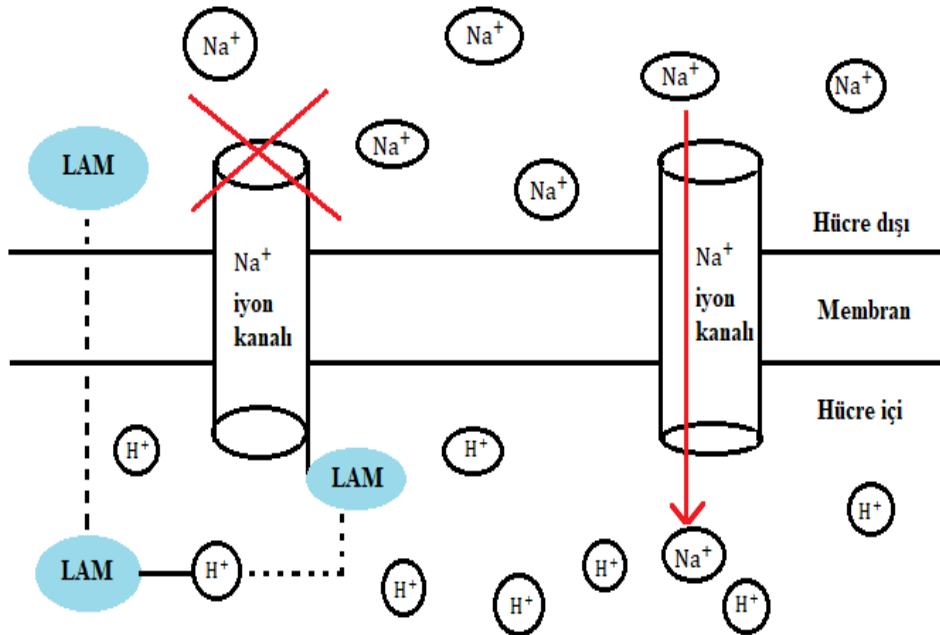 Na⁺
Na⁺
Na⁺
Na⁺
Na⁺
Na⁺
LAM
Hücre dışı
Na⁺
iyon
kanalı
Na⁺
iyon
kanalı
Membran
Hücre içi
H⁺
H⁺
LAM
H⁺
LAM
H⁺
H⁺
H⁺
H⁺
Na⁺
H⁺